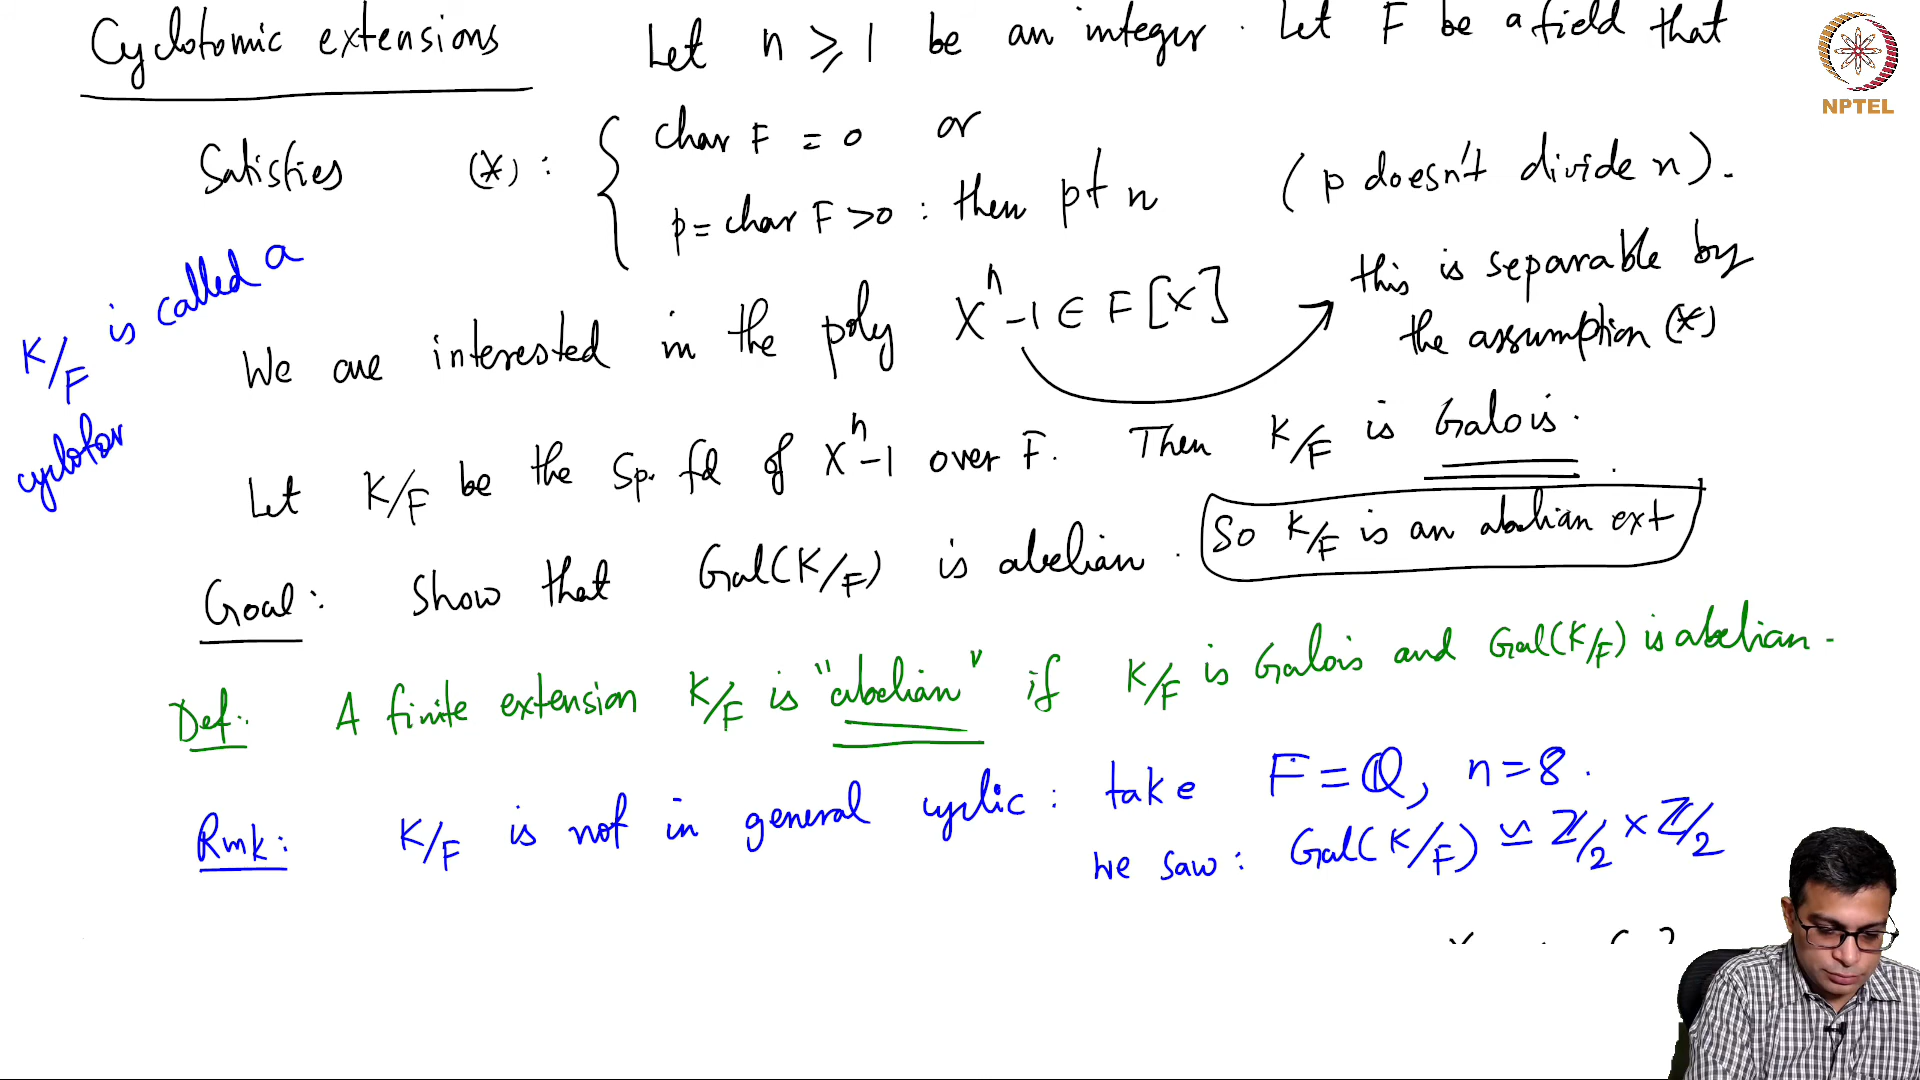 Cyclotomic extensions Let n ⩾ 1 be an integer. Let F be a field that
NPTEL
Satisfies (*): { char F = 0 or
p = char F > 0 : then p ∤ n (p doesn't divide n).
We are interested in the poly Xⁿ-1 ∈ F[X] this is separable by
the assumption (*)
K/F is called a
cycloto
Let K/F be the Sp. fd of Xⁿ-1 over F. Then K/F is Galois.
Goal: Show that Gal(K/F) is abelian. So K/F is an abelian ext
Def: A finite extension K/F is "abelian" if K/F is Galois and Gal(K/F) is abelian.
Rmk: K/F is not in general cyclic: take F = ℚ, n=8.
We saw: Gal(K/F) ≃ ℤ/2 × ℤ/2